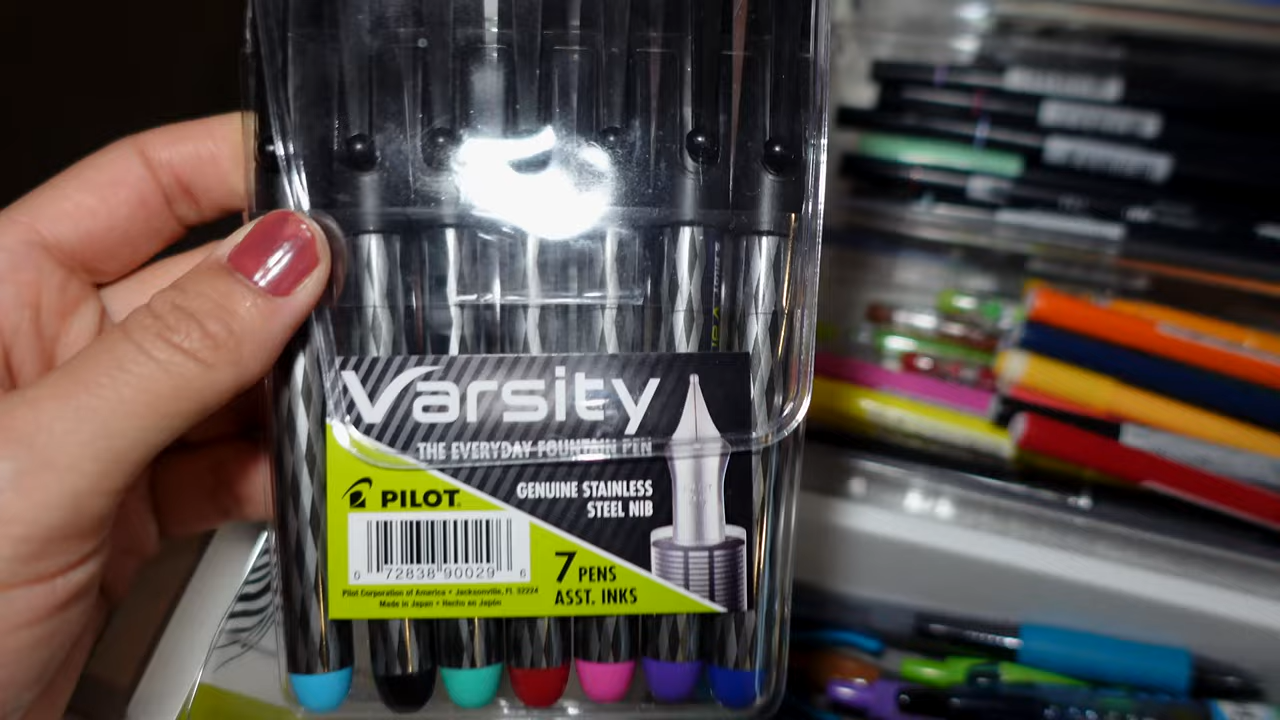 Varsity
THE EVERYDAY FOUNTAIN PEN
GENUINE STAINLESS
STEEL NIB
PILOT
0 72838 90029 6
7 PENS
ASST. INKS
Pilot Corporation of America • Jacksonville, FL 32224
Made in Japan • Hecho en Japón